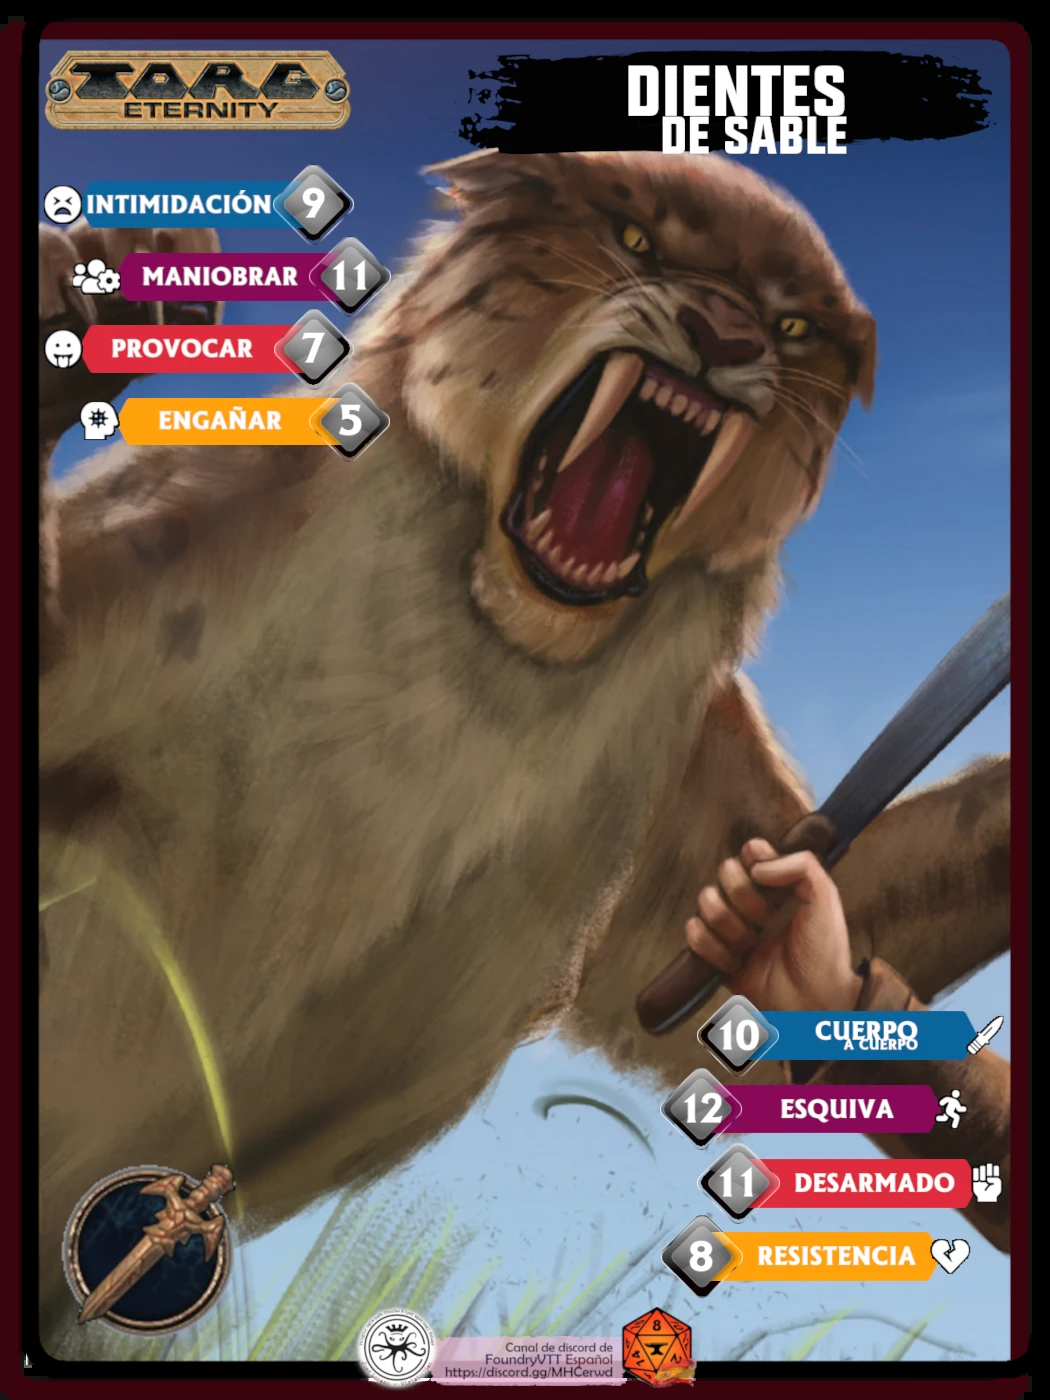 TORG
ETERNITY
DIENTES
DE SABLE
INTIMIDACIÓN 9
MANIOBRAR 11
PROVOCAR 7
ENGAÑAR 5
10 CUERPO
A CUERPO
12 ESQUIVA
11 DESARMADO
8 RESISTENCIA
Canal de discord de
FoundryVTT Español
https://discord.gg/MHCerwd
8